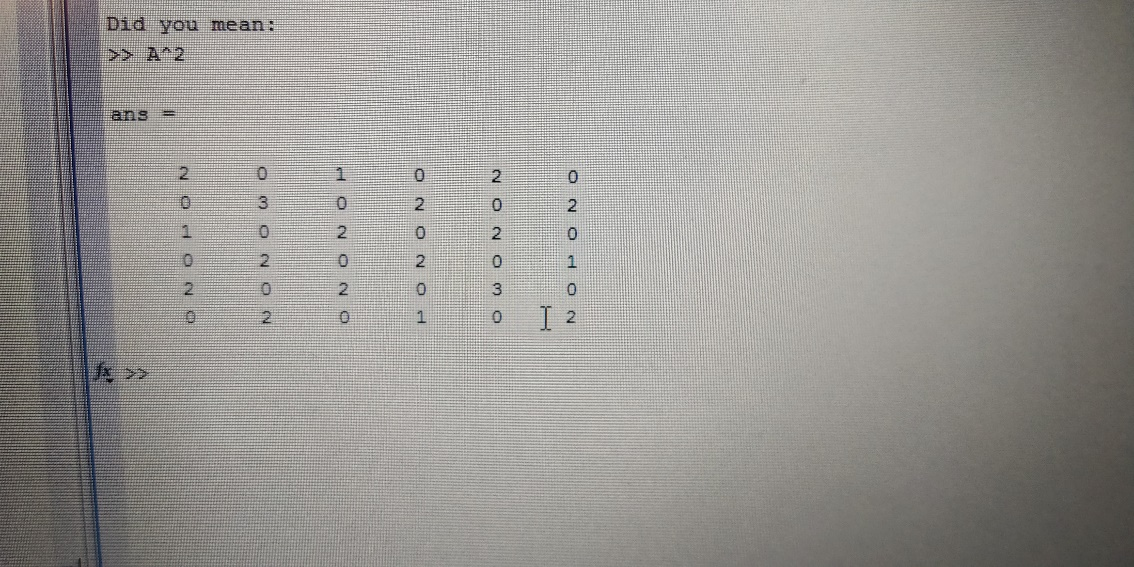 Did you mean:
>> A^2
ans =
2 0 1 0 2 0
0 3 0 2 0 2
1 0 2 0 2 0
0 2 0 2 0 1
2 0 2 0 3 0
0 2 0 1 0 2
fx >>